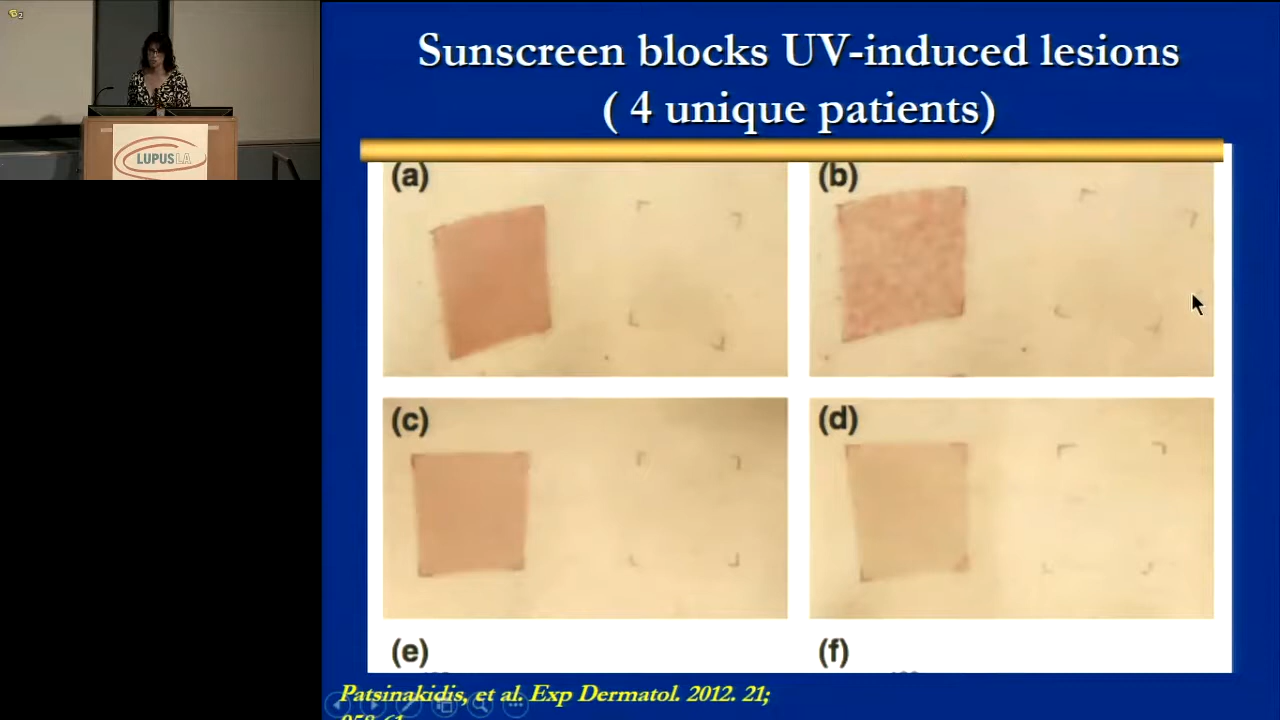 Sunscreen blocks UV-induced lesions
( 4 unique patients)
LUPUS LA
(a)
(b)
(c)
(d)
(e)
(f)
Patsinakidis, et al. Exp Dermatol. 2012. 21;